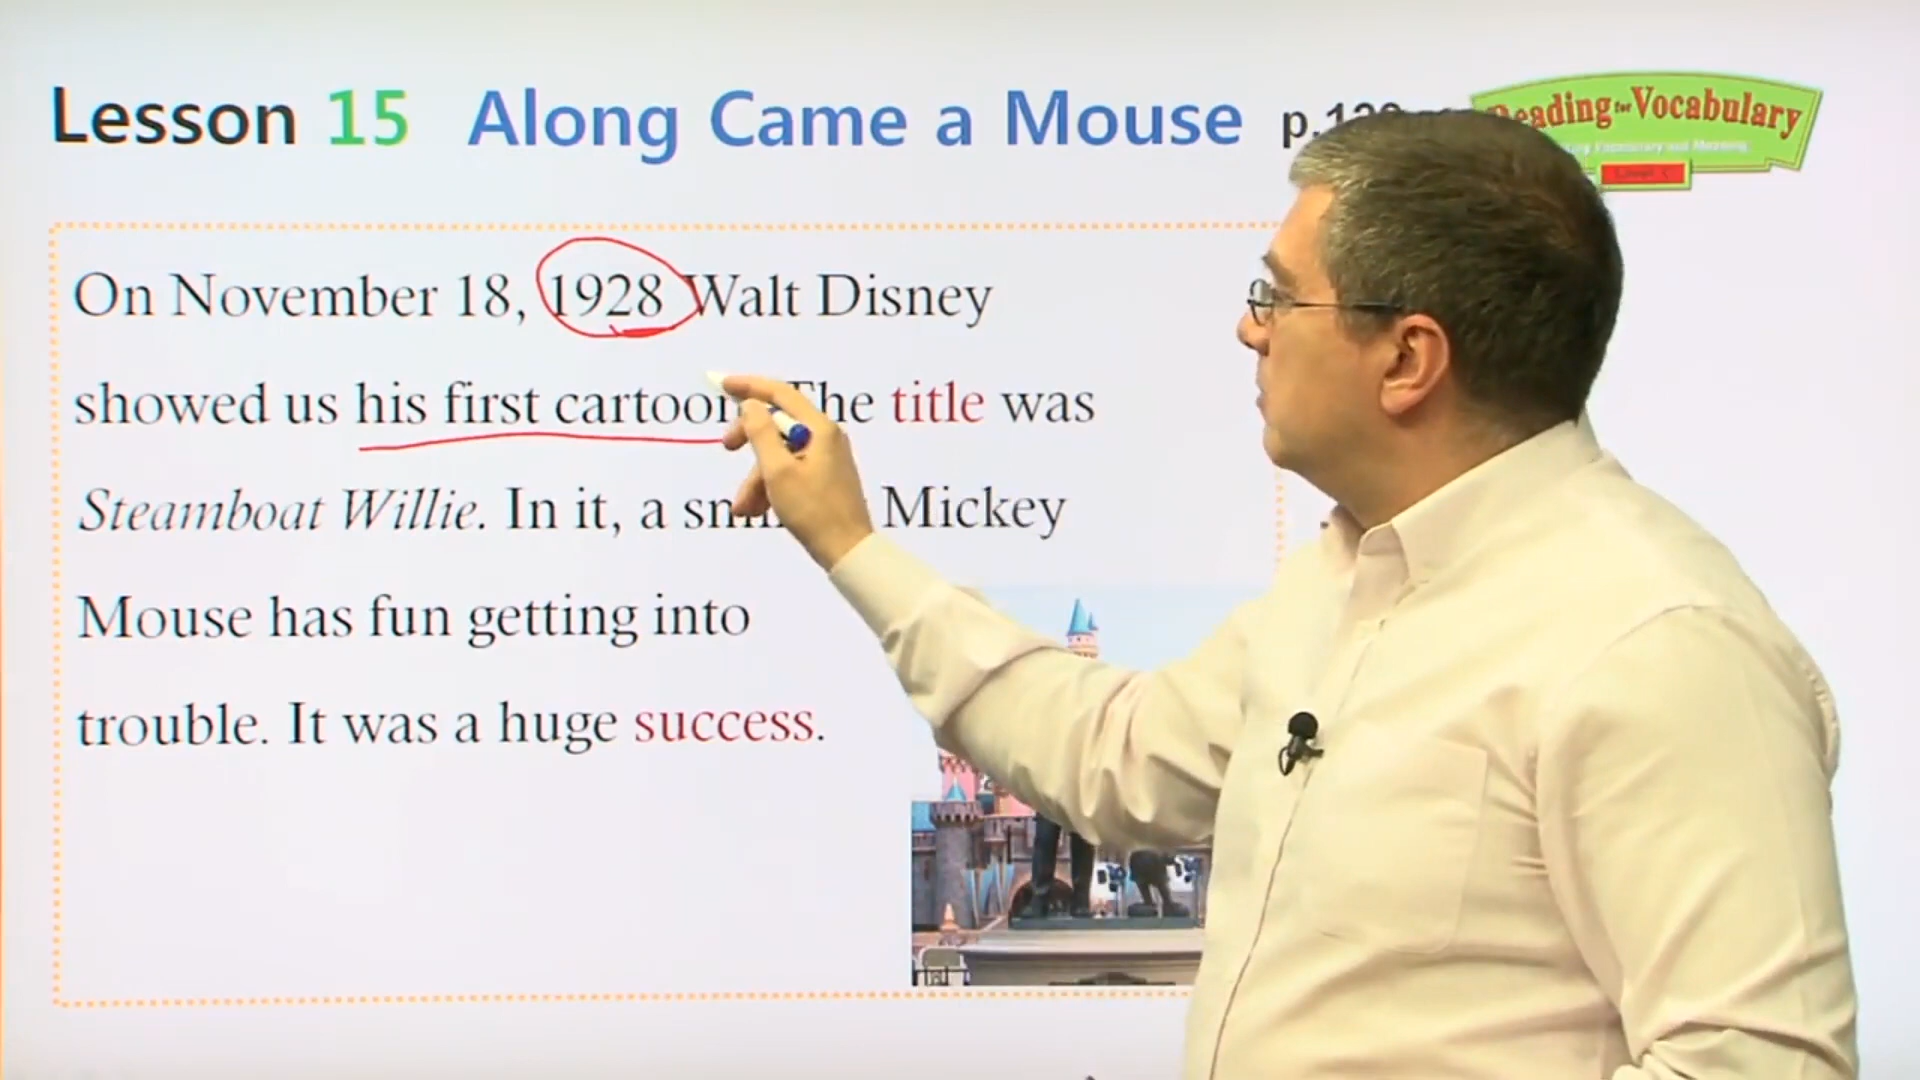 Lesson 15 Along Came a Mouse
Reading for Vocabulary
On November 18, 1928 Walt Disney
showed us his first cartoon. The title was
Steamboat Willie. In it, a Mickey
Mouse has fun getting into
trouble. It was a huge success.